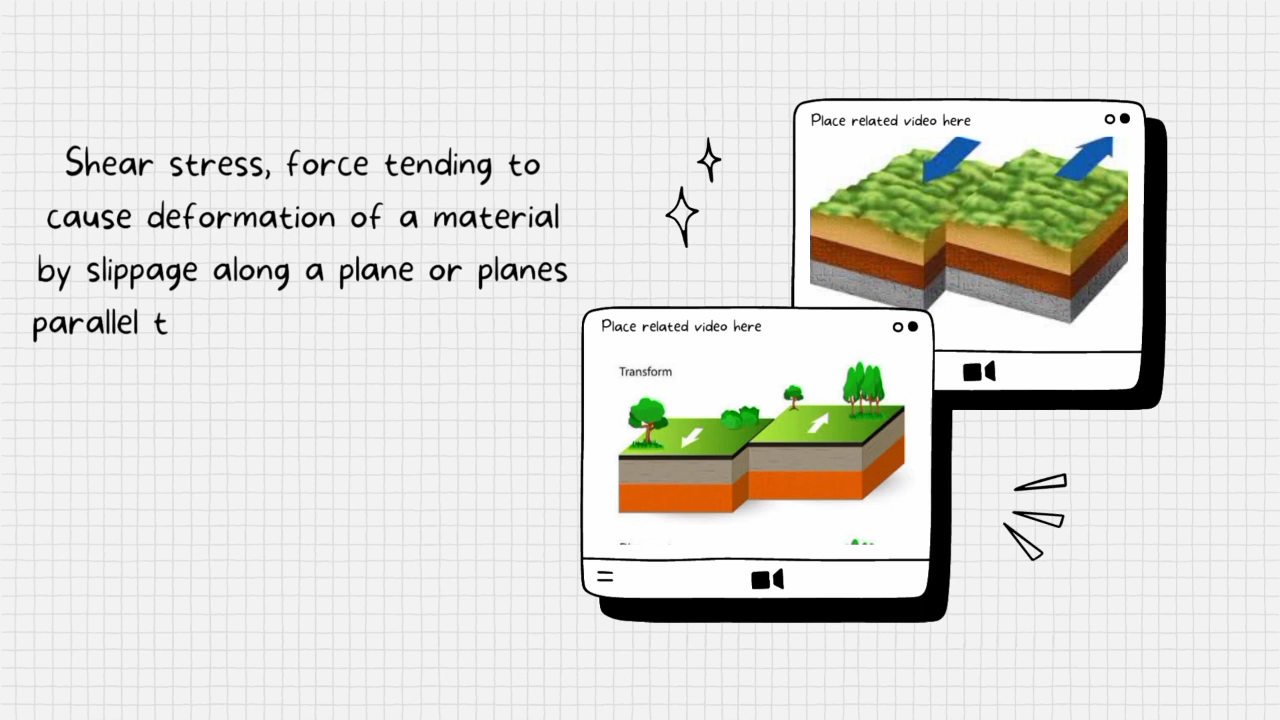 Shear stress, force tending to
cause deformation of a material
by slippage along a plane or planes
parallel t
Place related video here
Place related video here
Transform